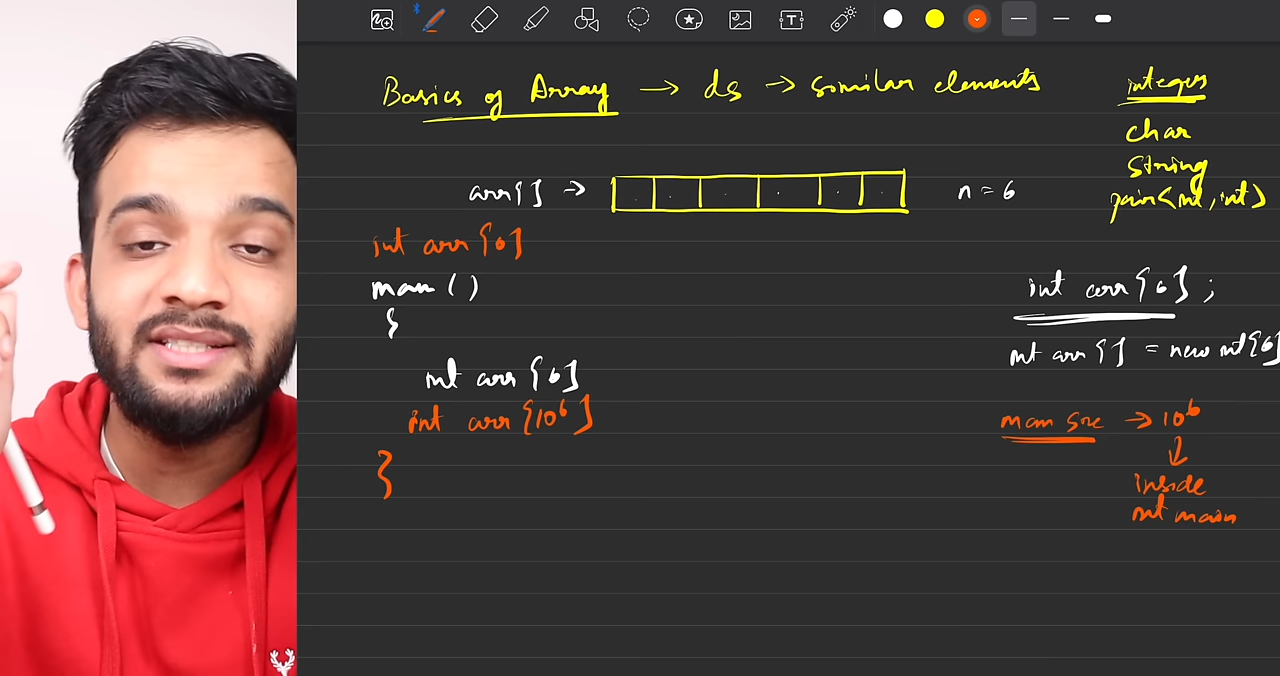 Basics of Array → ds → similar elements
integers
char
string
pair<int, int>
arr[] →
n = 6
int arr[6]
main ()
{
int arr[6]
int arr[10⁶]
}
int arr[6] ;
int arr[] = new int[6]
max size → 10⁶
↓
inside
int main